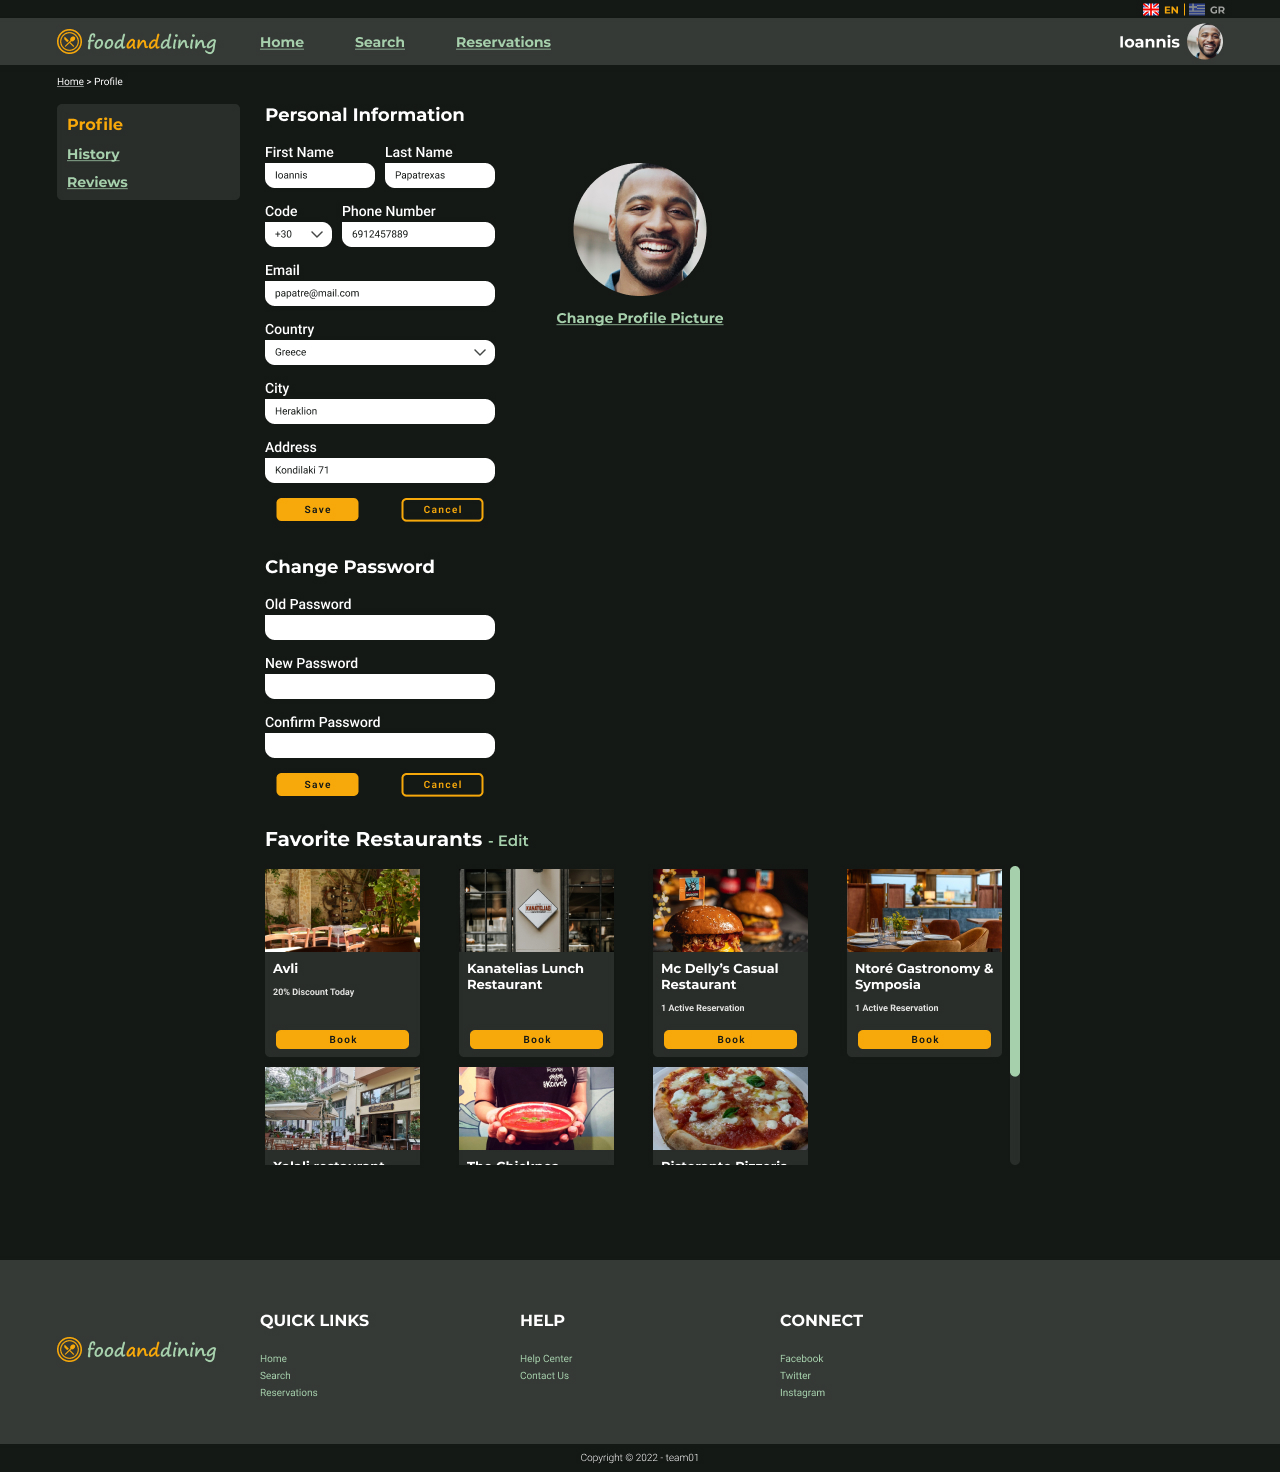 EN | GR
foodanddining
Home
Search
Reservations
Ioannis
Home > Profile
Profile
History
Reviews
Personal Information
First Name
Last Name
Ioannis
Papatrexas
Code
Phone Number
+30
6912457889
Email
papatre@mail.com
Country
Greece
City
Heraklion
Address
Kondilaki 71
Save
Cancel
Change Profile Picture
Change Password
Old Password
New Password
Confirm Password
Save
Cancel
Favorite Restaurants - Edit
KANATELIAS
Avli
20% Discount Today
Book
Kanatelias Lunch
Restaurant
Book
Mc Delly’s Casual
Restaurant
1 Active Reservation
Book
Ntoré Gastronomy &
Symposia
1 Active Reservation
Book
foodanddining
QUICK LINKS
Home
Search
Reservations
HELP
Help Center
Contact Us
CONNECT
Facebook
Twitter
Instagram
Copyright © 2022 - team01